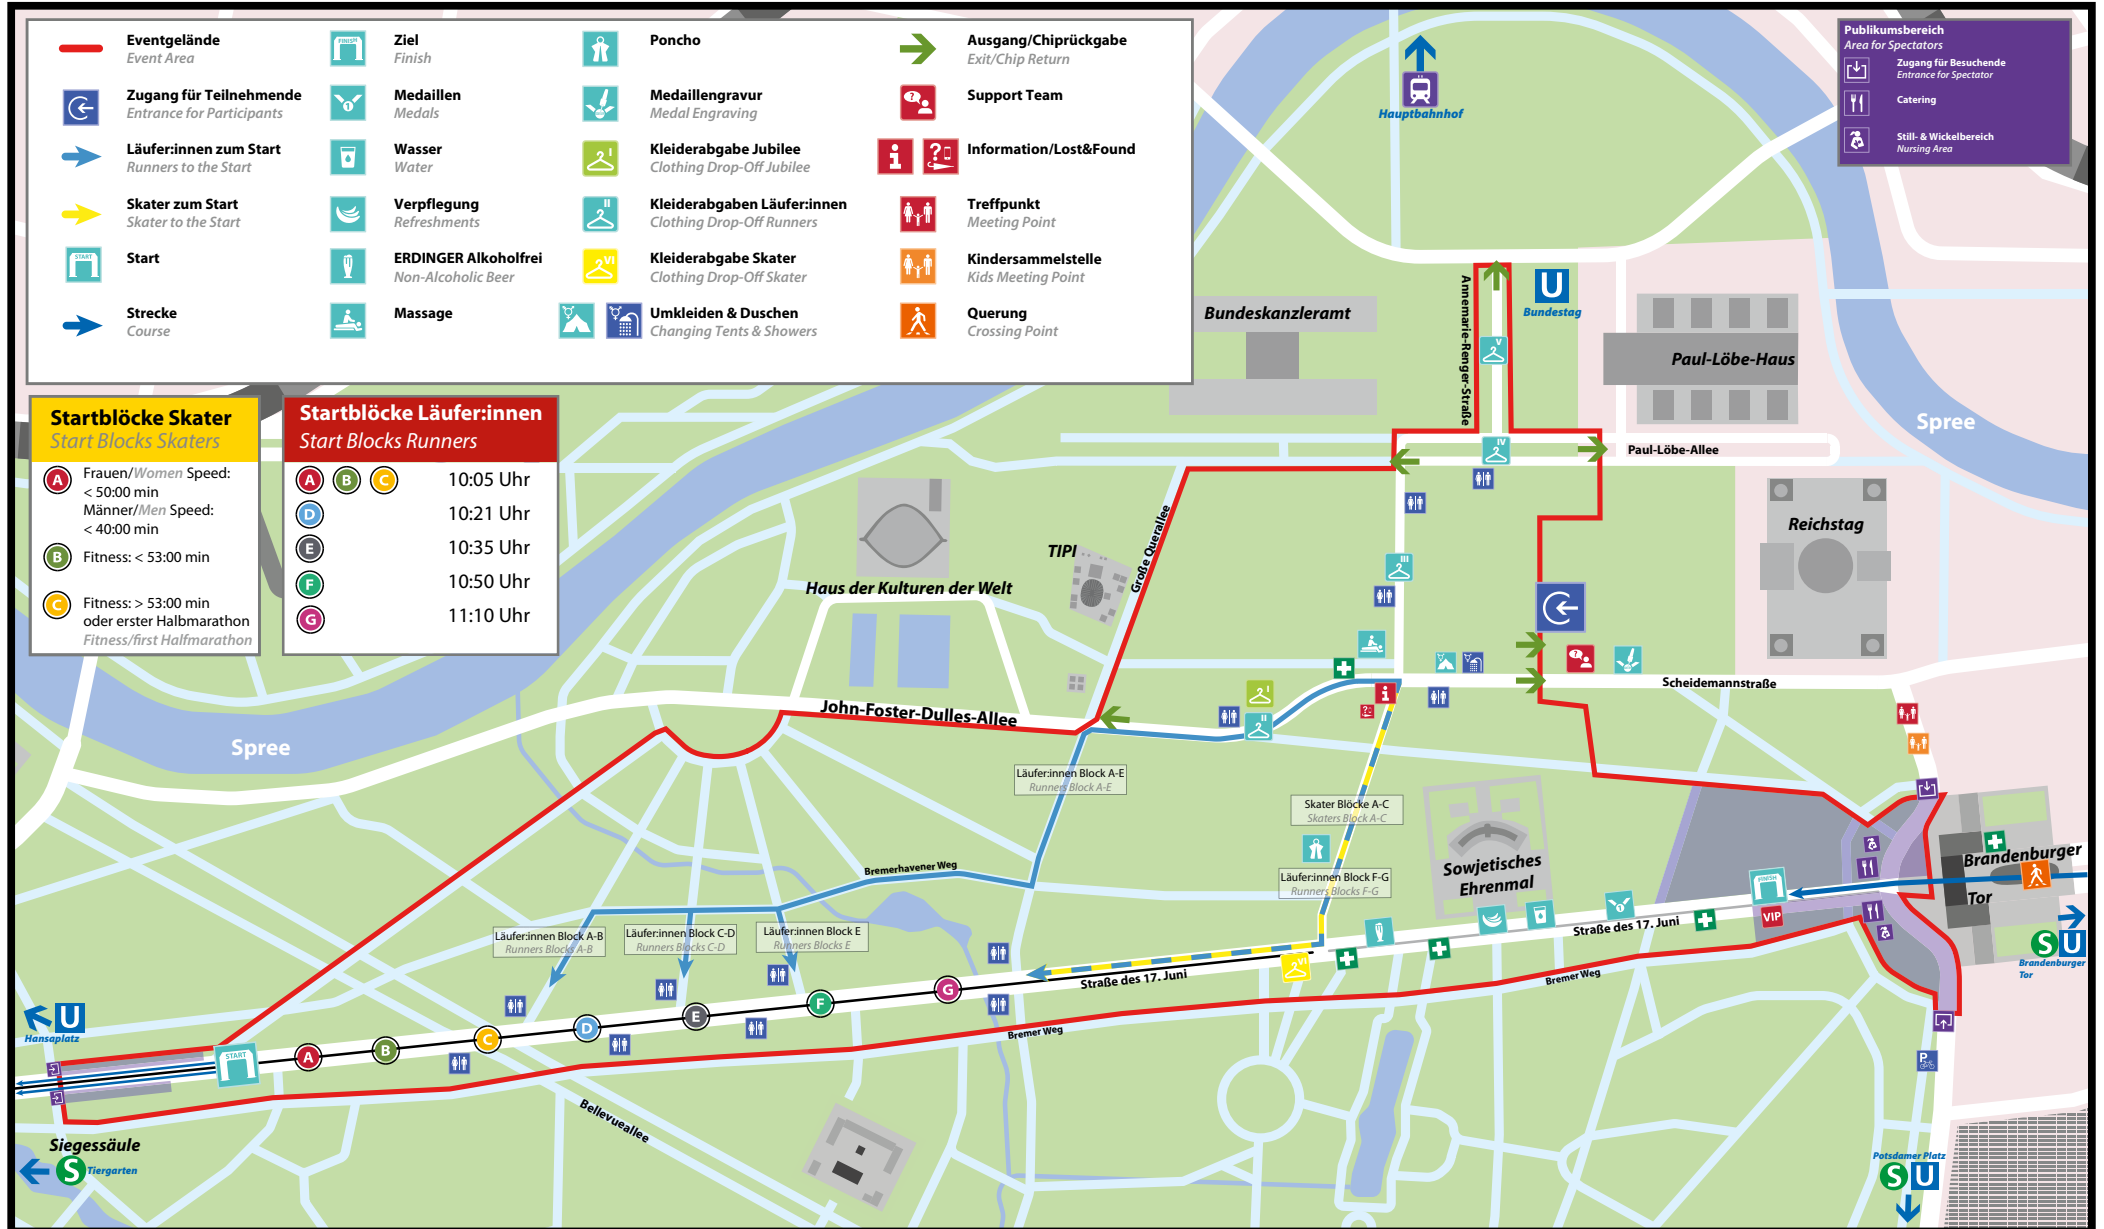 Eventgelände
Event Area
Zugang für Teilnehmende
Entrance for Participants
Läufer:innen zum Start
Runners to the Start
Skater zum Start
Skater to the Start
START
Start
Strecke
Course
FINISH
Ziel
Finish
1
Medaillen
Medals
Wasser
Water
Verpflegung
Refreshments
ERDINGER Alkoholfrei
Non-Alcoholic Beer
Massage
Poncho
Medaillengravur
Medal Engraving
I
Kleiderabgabe Jubilee
Clothing Drop-Off Jubilee
II
Kleiderabgaben Läufer:innen
Clothing Drop-Off Runners
VI
Kleiderabgabe Skater
Clothing Drop-Off Skater
Umkleiden & Duschen
Changing Tents & Showers
Ausgang/Chiprückgabe
Exit/Chip Return
?
Support Team
i
?
Information/Lost&Found
Treffpunkt
Meeting Point
Kindersammelstelle
Kids Meeting Point
Querung
Crossing Point
Publikumsbereich
Area for Spectators
Zugang für Besuchende
Entrance for Spectator
Catering
Still- & Wickelbereich
Nursing Area
Startblöcke Skater
Start Blocks Skaters
A
Frauen/Women Speed:
< 50:00 min
Männer/Men Speed:
< 40:00 min
B
Fitness: < 53:00 min
C
Fitness: > 53:00 min
oder erster Halbmarathon
Fitness/first Halfmarathon
Startblöcke Läufer:innen
Start Blocks Runners
A B C 10:05 Uhr
D 10:21 Uhr
E 10:35 Uhr
F 10:50 Uhr
G 11:10 Uhr
Hauptbahnhof
U
Bundestag
Annemarie-Renger-Straße
Bundeskanzleramt
Paul-Löbe-Haus
Spree
V
IV
Paul-Löbe-Allee
Reichstag
III
TIPI
Große Querallee
Haus der Kulturen der Welt
John-Foster-Dulles-Allee
Spree
I
II
i
?
Scheidemannstraße
Läufer:innen Block A-E
Runners Block A-E
Skater Blöcke A-C
Skaters Block A-C
Läufer:innen Block F-G
Runners Blocks F-G
Sowjetisches
Ehrenmal
Bremerhavener Weg
Läufer:innen Block A-B
Runners Blocks A-B
Läufer:innen Block C-D
Runners Blocks C-D
Läufer:innen Block E
Runners Blocks E
FINISH
VIP
1
Brandenburger
Tor
Straße des 17. Juni
Straße des 17. Juni
VI
Bremer Weg
Bremer Weg
S U
Brandenburger
Tor
U
Hansaplatz
START
A
B
C
D
E
F
G
P
Bellevueallee
Siegessäule
S
Tiergarten
Potsdamer Platz
S U